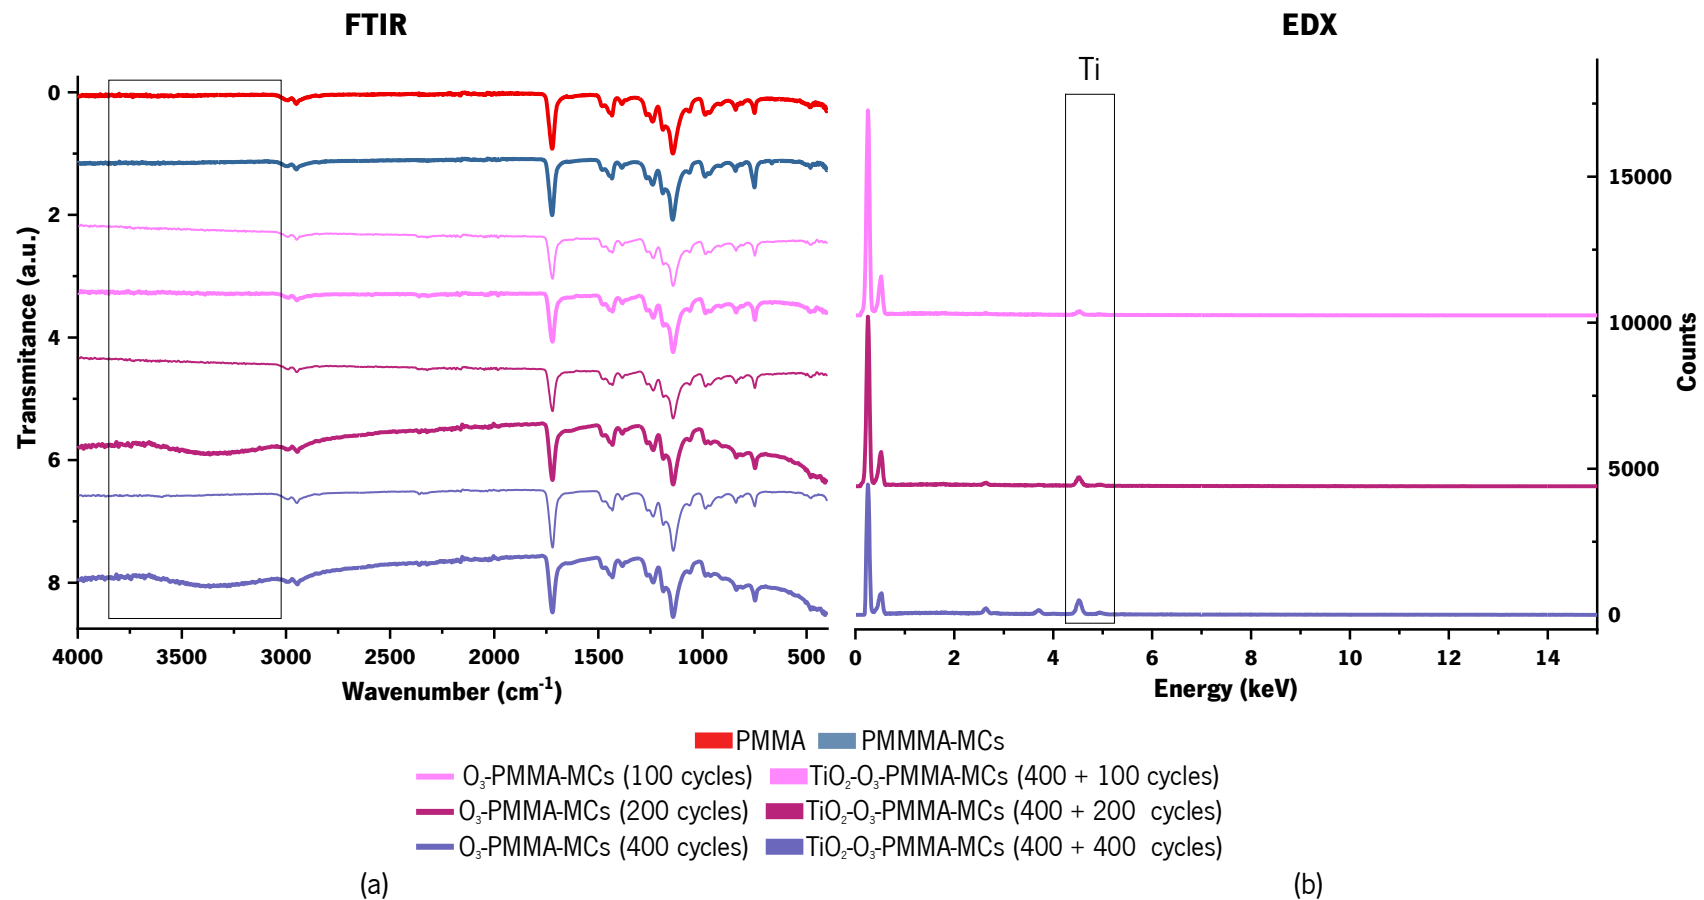 FTIR
EDX
Ti
0
2
4
6
8
Transmitance (a.u.)
4000 3500 3000 2500 2000 1500 1000 500
Wavenumber (cm⁻¹)
15000
10000
5000
0
Counts
0 2 4 6 8 10 12 14
Energy (keV)
PMMA PMMMA-MCs
O₃-PMMA-MCs (100 cycles) TiO₂-O₃-PMMA-MCs (400 + 100 cycles)
O₃-PMMA-MCs (200 cycles) TiO₂-O₃-PMMA-MCs (400 + 200 cycles)
O₃-PMMA-MCs (400 cycles) TiO₂-O₃-PMMA-MCs (400 + 400 cycles)
(a)
(b)